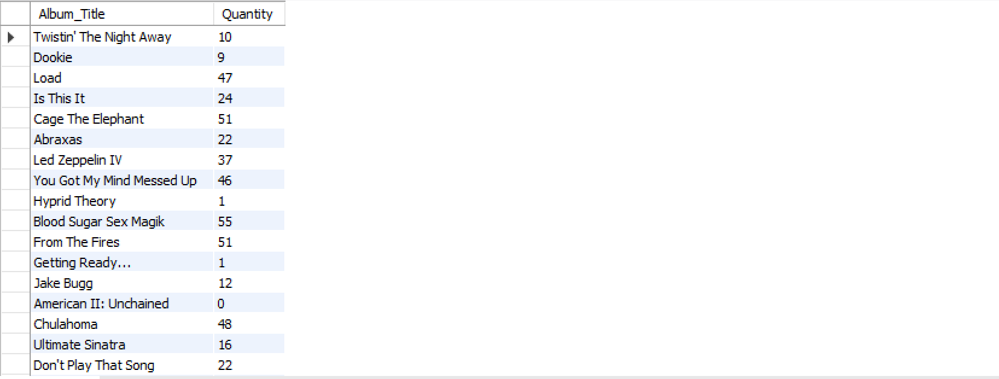 Album_Title Quantity
Twistin' The Night Away 10
Dookie 9
Load 47
Is This It 24
Cage The Elephant 51
Abraxas 22
Led Zeppelin IV 37
You Got My Mind Messed Up 46
Hyprid Theory 1
Blood Sugar Sex Magik 55
From The Fires 51
Getting Ready... 1
Jake Bugg 12
American II: Unchained 0
Chulahoma 48
Ultimate Sinatra 16
Don't Play That Song 22